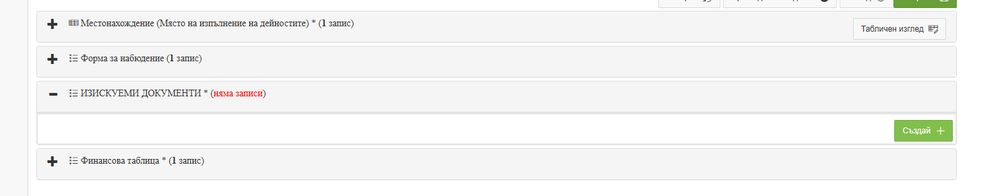 Местонахождение (Място на изпълнение на дейностите) * (1 запис)
Табличен изглед
Форма за набюдение (1 запис)
ИЗИСКУЕМИ ДОКУМЕНТИ * (няма записи)
Създай
Финансова таблица * (1 запис)